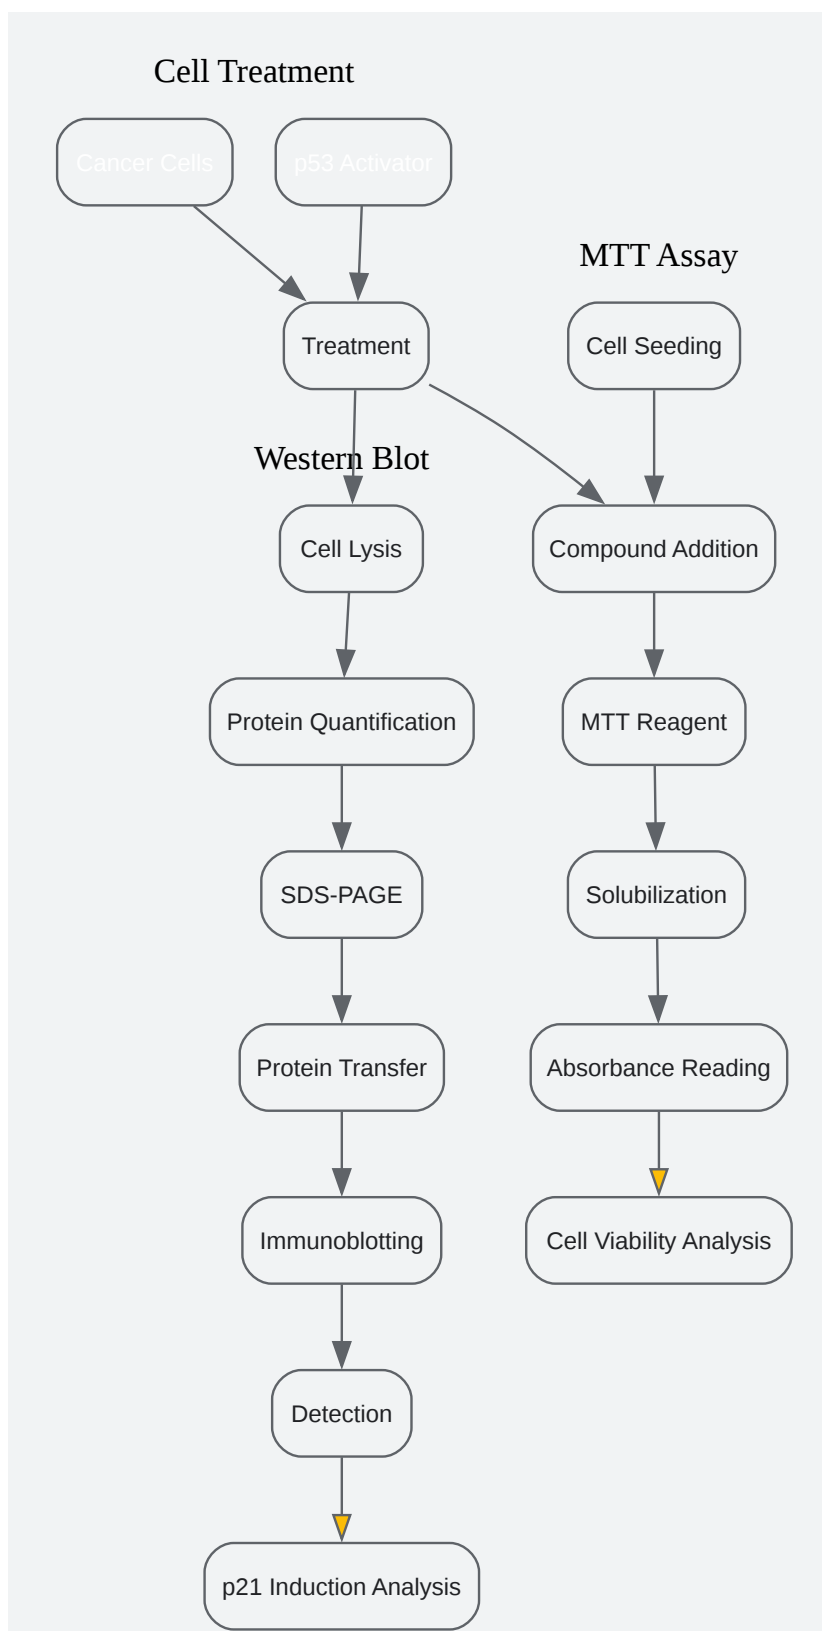 Cell Treatment
Cancer Cells
p53 Activator
MTT Assay
Treatment
Cell Seeding
Western Blot
Cell Lysis
Compound Addition
Protein Quantification
MTT Reagent
SDS-PAGE
Solubilization
Protein Transfer
Absorbance Reading
Immunoblotting
Cell Viability Analysis
Detection
p21 Induction Analysis